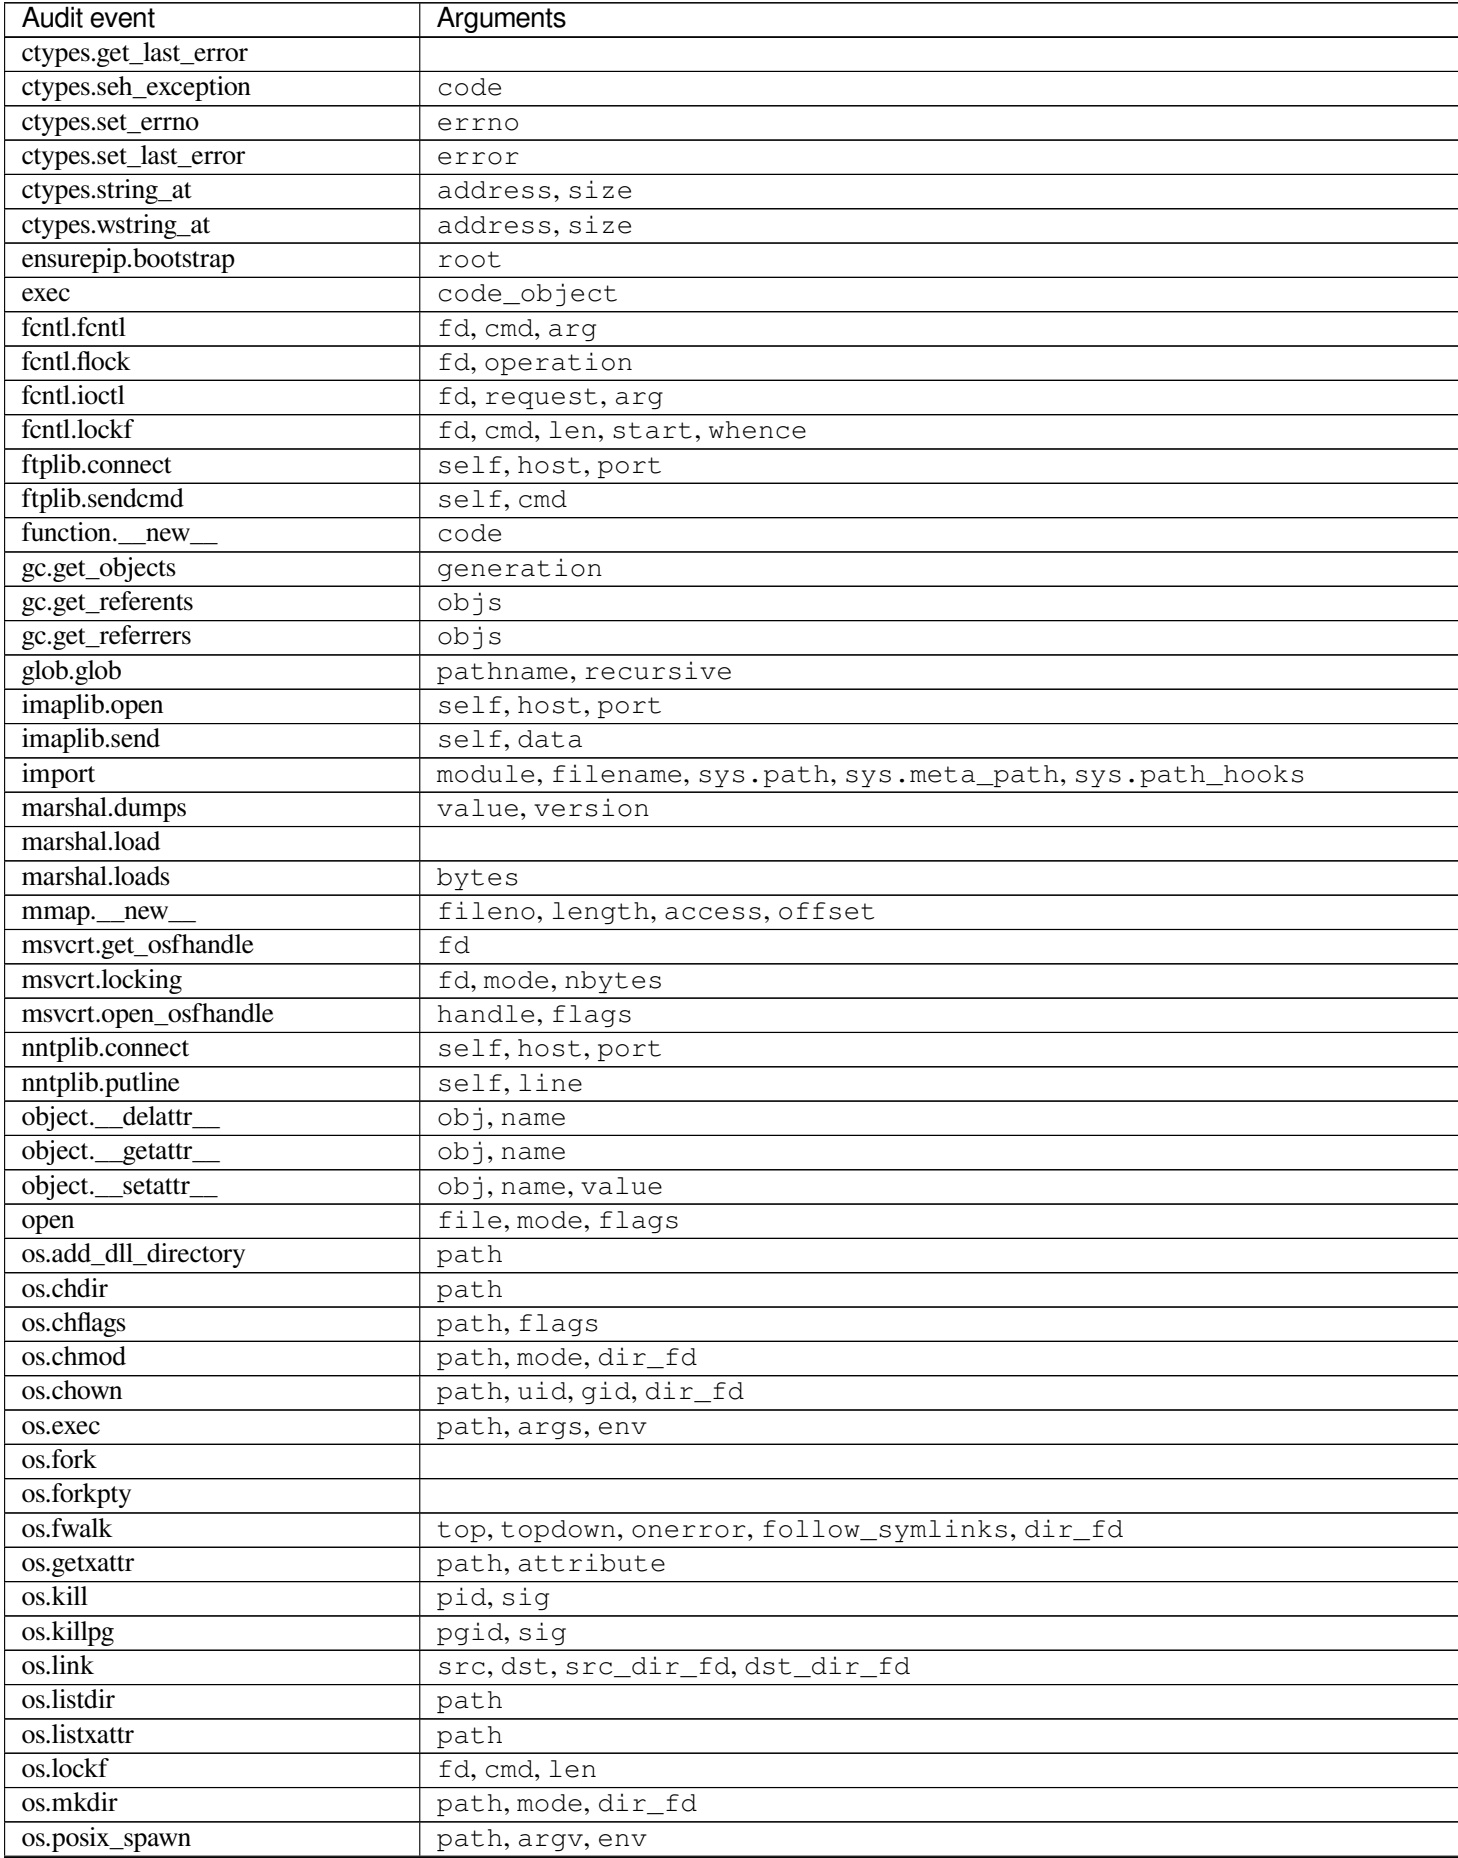 Audit event Arguments
ctypes.get_last_error
ctypes.seh_exception code
ctypes.set_errno errno
ctypes.set_last_error error
ctypes.string_at address, size
ctypes.wstring_at address, size
ensurepip.bootstrap root
exec code_object
fcntl.fcntl fd, cmd, arg
fcntl.flock fd, operation
fcntl.ioctl fd, request, arg
fcntl.lockf fd, cmd, len, start, whence
ftplib.connect self, host, port
ftplib.sendcmd self, cmd
function.__new__ code
gc.get_objects generation
gc.get_referents objs
gc.get_referrers objs
glob.glob pathname, recursive
imaplib.open self, host, port
imaplib.send self, data
import module, filename, sys.path, sys.meta_path, sys.path_hooks
marshal.dumps value, version
marshal.load
marshal.loads bytes
mmap.__new__ fileno, length, access, offset
msvcrt.get_osfhandle fd
msvcrt.locking fd, mode, nbytes
msvcrt.open_osfhandle handle, flags
nntplib.connect self, host, port
nntplib.putline self, line
object.__delattr__ obj, name
object.__getattr__ obj, name
object.__setattr__ obj, name, value
open file, mode, flags
os.add_dll_directory path
os.chdir path
os.chflags path, flags
os.chmod path, mode, dir_fd
os.chown path, uid, gid, dir_fd
os.exec path, args, env
os.fork
os.forkpty
os.fwalk top, topdown, onerror, follow_symlinks, dir_fd
os.getxattr path, attribute
os.kill pid, sig
os.killpg pgid, sig
os.link src, dst, src_dir_fd, dst_dir_fd
os.listdir path
os.listxattr path
os.lockf fd, cmd, len
os.mkdir path, mode, dir_fd
os.posix_spawn path, argv, env